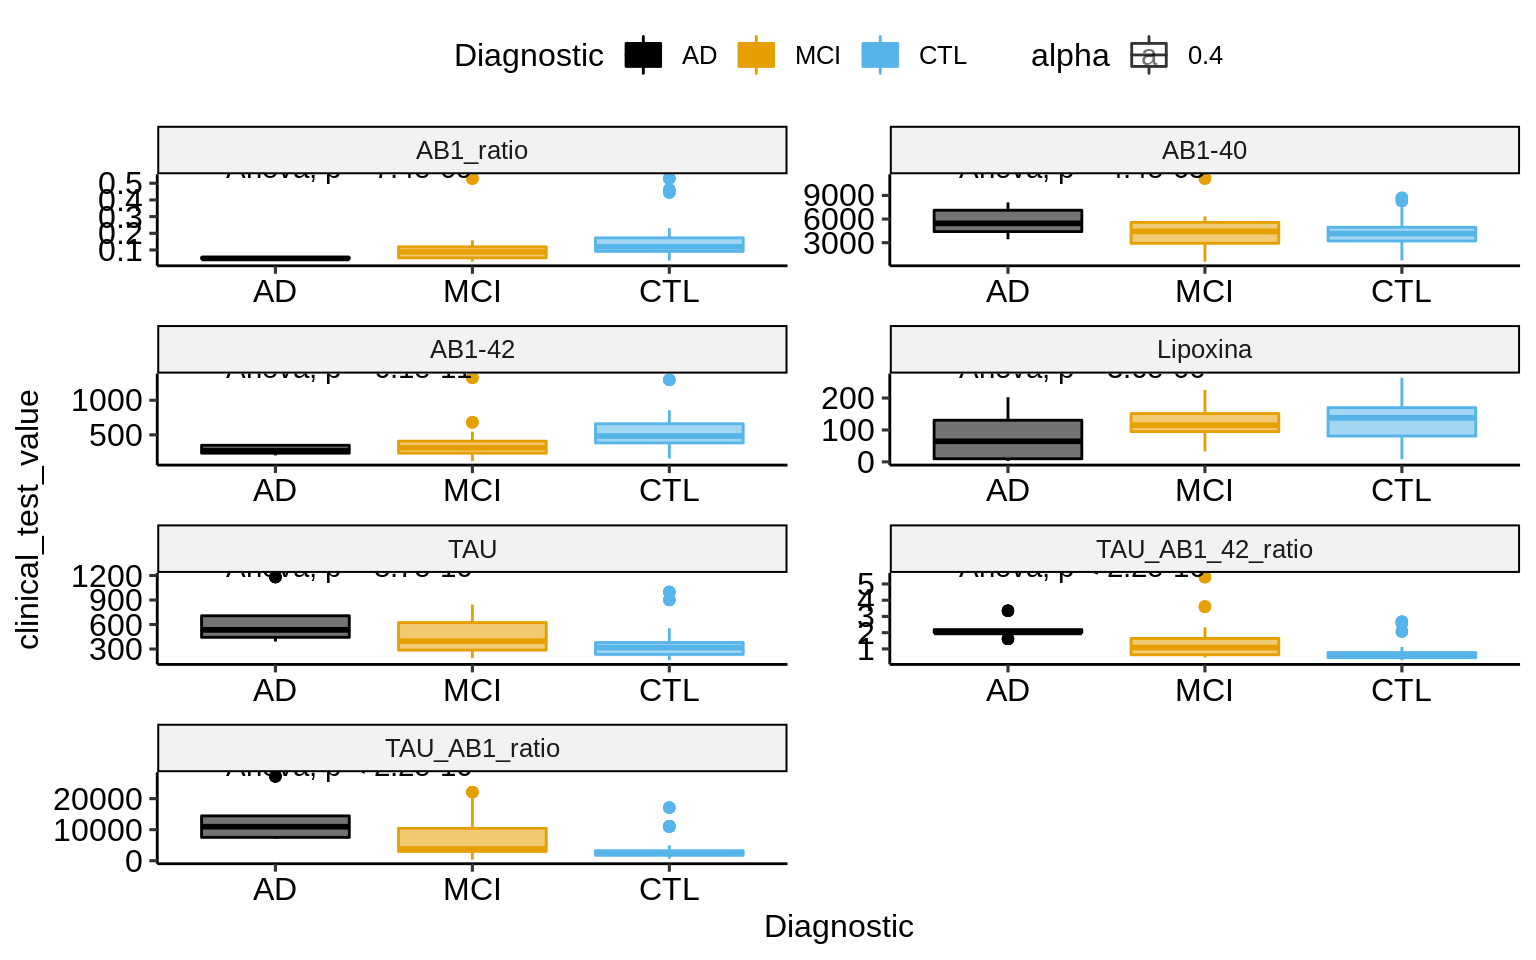 Diagnostic AD MCI CTL alpha a 0.4
AB1_ratio
0.5
0.4
0.3
0.2
0.1
AD MCI CTL
AB1-40
9000
6000
3000
AD MCI CTL
AB1-42
1000
500
AD MCI CTL
Lipoxina
200
100
0
AD MCI CTL
TAU
1200
900
600
300
AD MCI CTL
TAU_AB1_42_ratio
5
4
3
2
1
AD MCI CTL
TAU_AB1_ratio
20000
10000
0
AD MCI CTL
clinical_test_value
Diagnostic